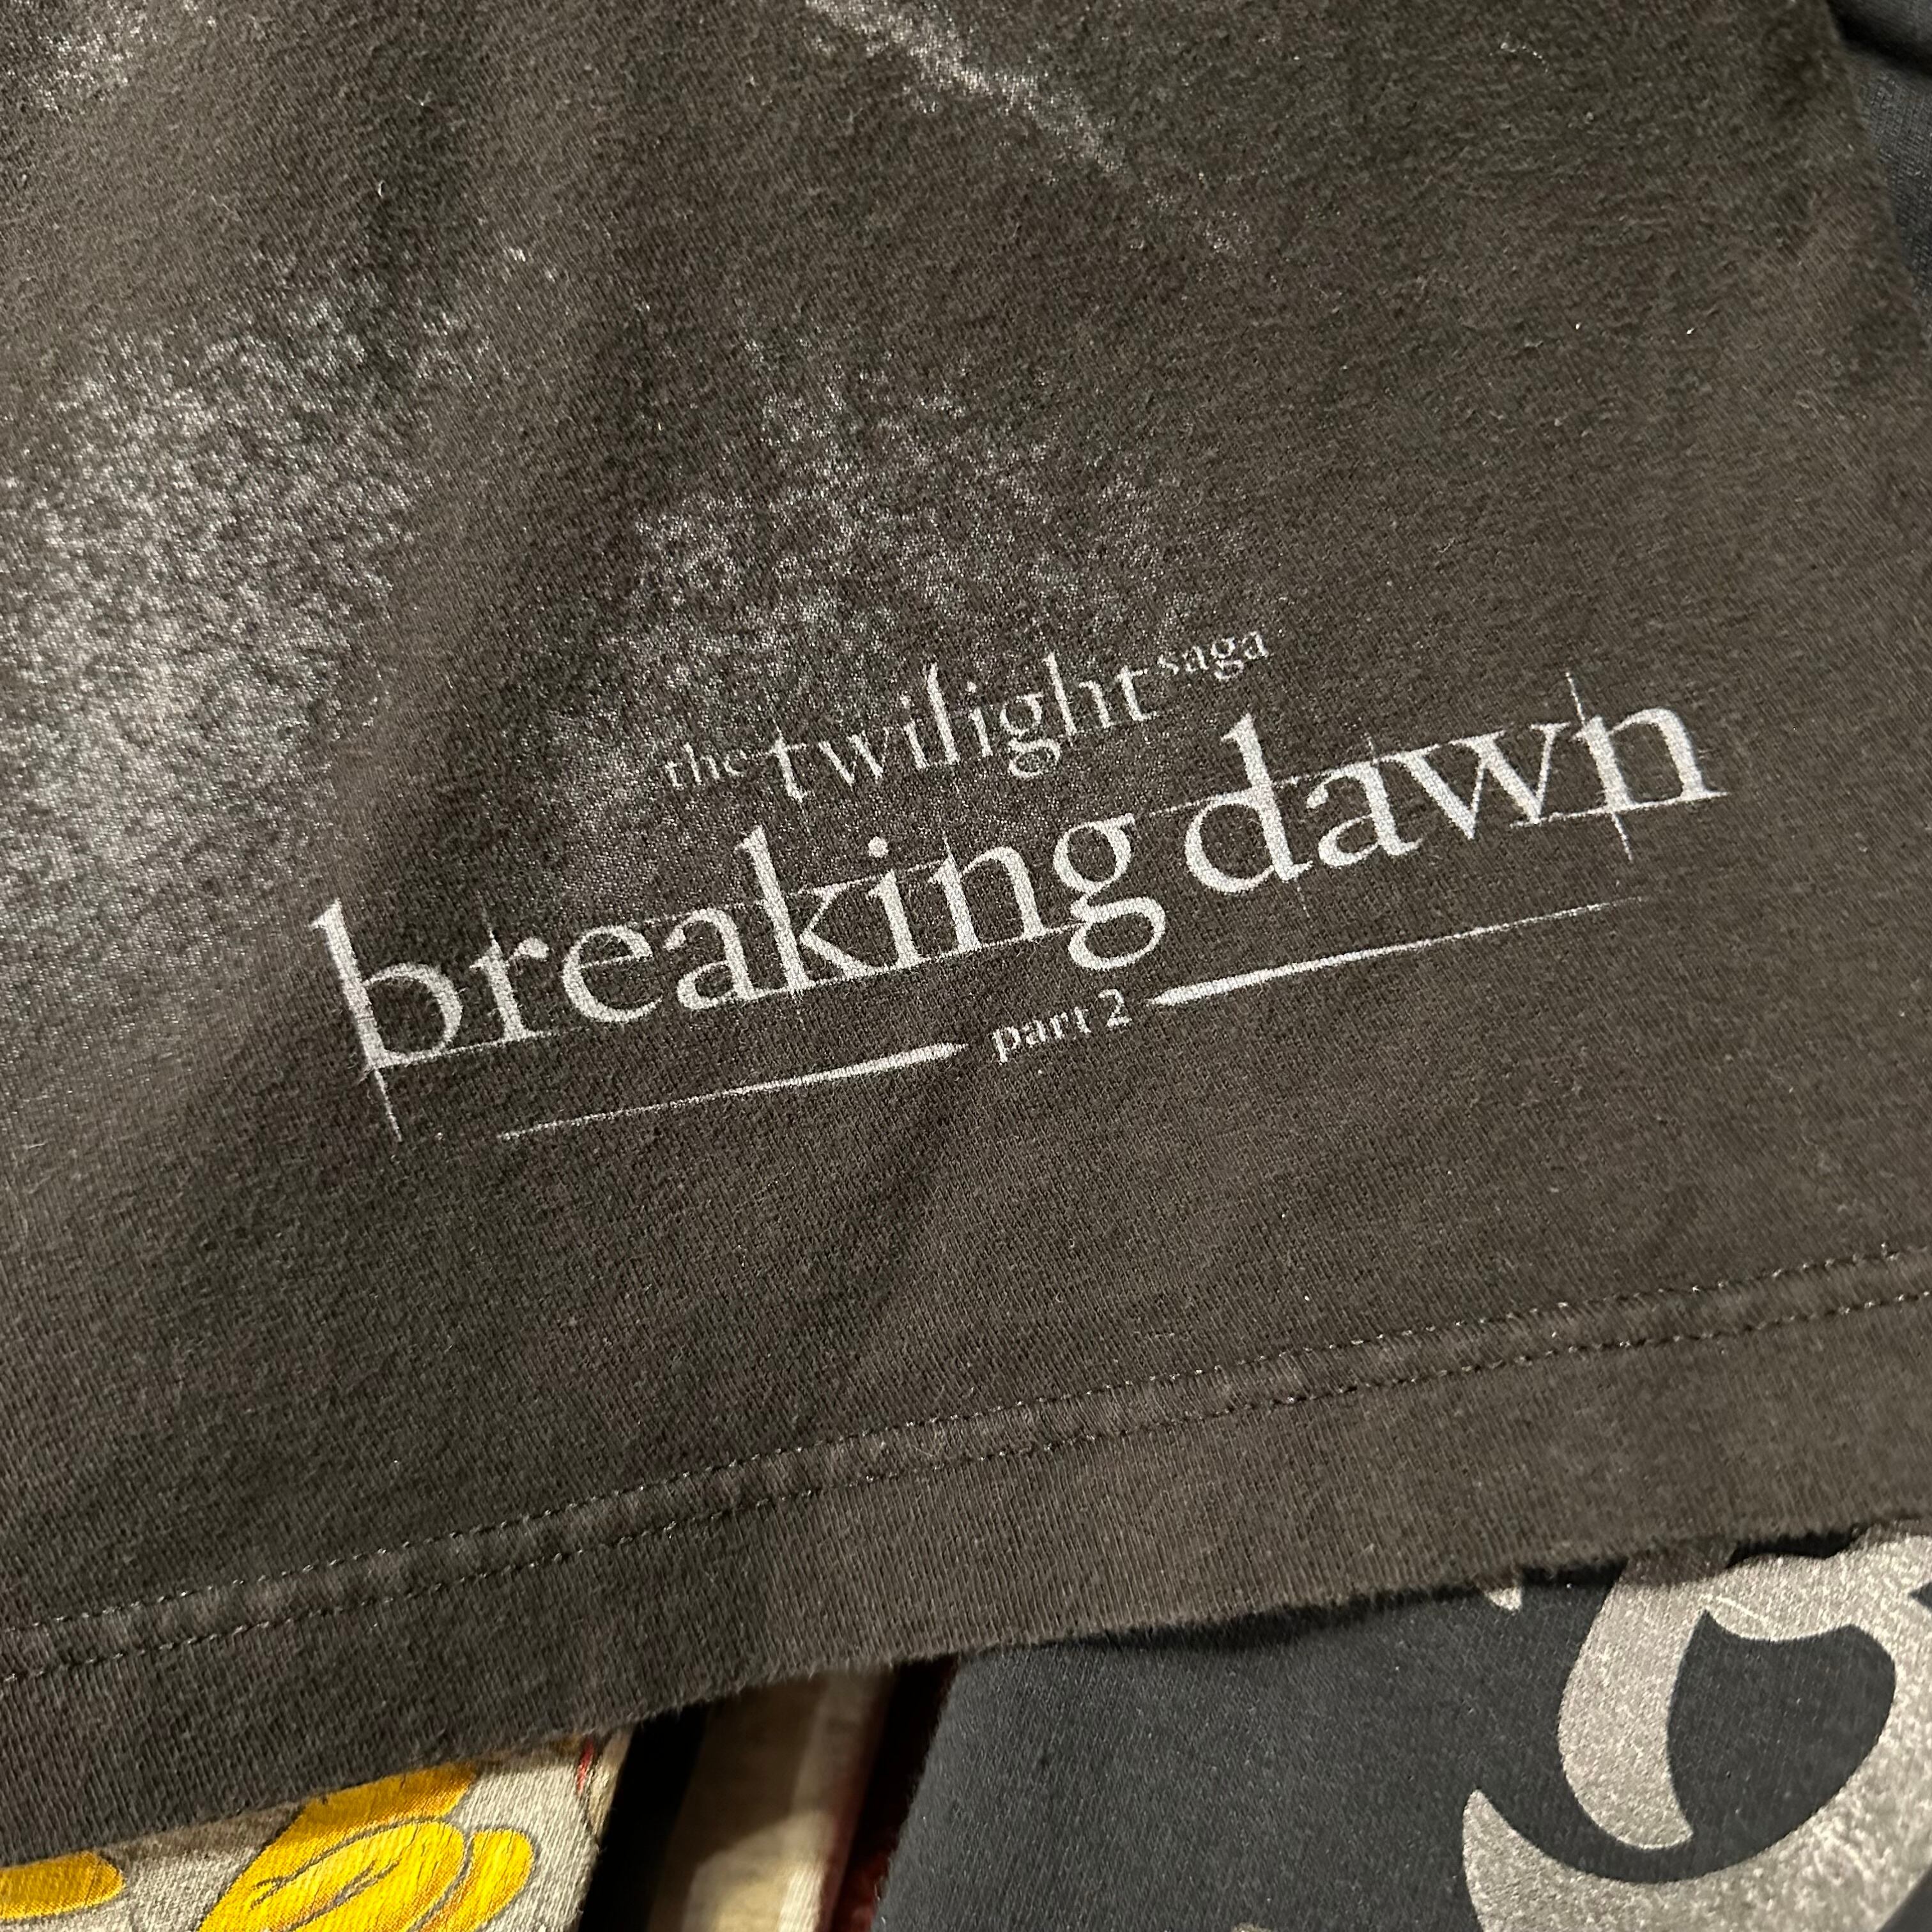 the twilight saga
breaking dawn
part 2